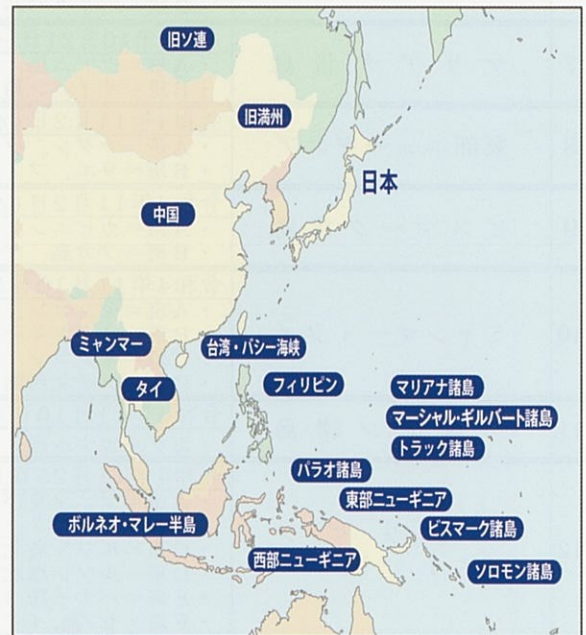 旧ソ連
旧満州
日本
中国
ミャンマー
台湾・バシー海峡
タイ
フィリピン
マリアナ諸島
マーシャル・ギルバート諸島
トラック諸島
パラオ諸島
東部ニューギニア
ボルネオ・マレー半島
ビスマーク諸島
西部ニューギニア
ソロモン諸島